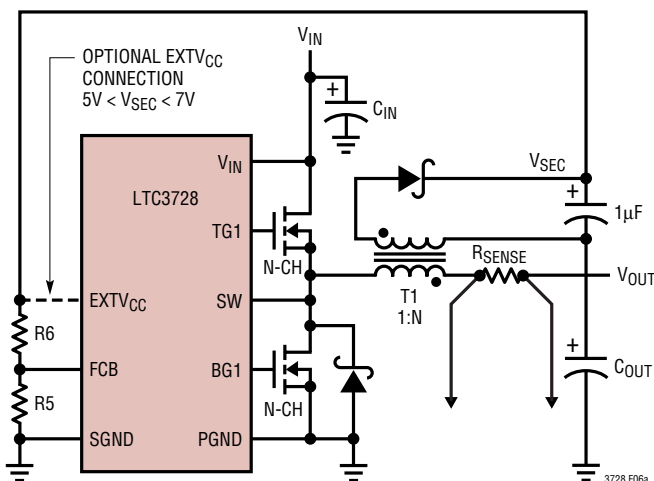 OPTIONAL EXTVCC
CONNECTION
5V < VSEC < 7V
VIN
+
CIN
VIN
LTC3728
TG1
N-CH
EXTVCC
SW
R6
FCB
BG1
R5
N-CH
SGND
PGND
VSEC
+
1µF
RSENSE
VOUT
T1
1:N
+
COUT
3728 F06a